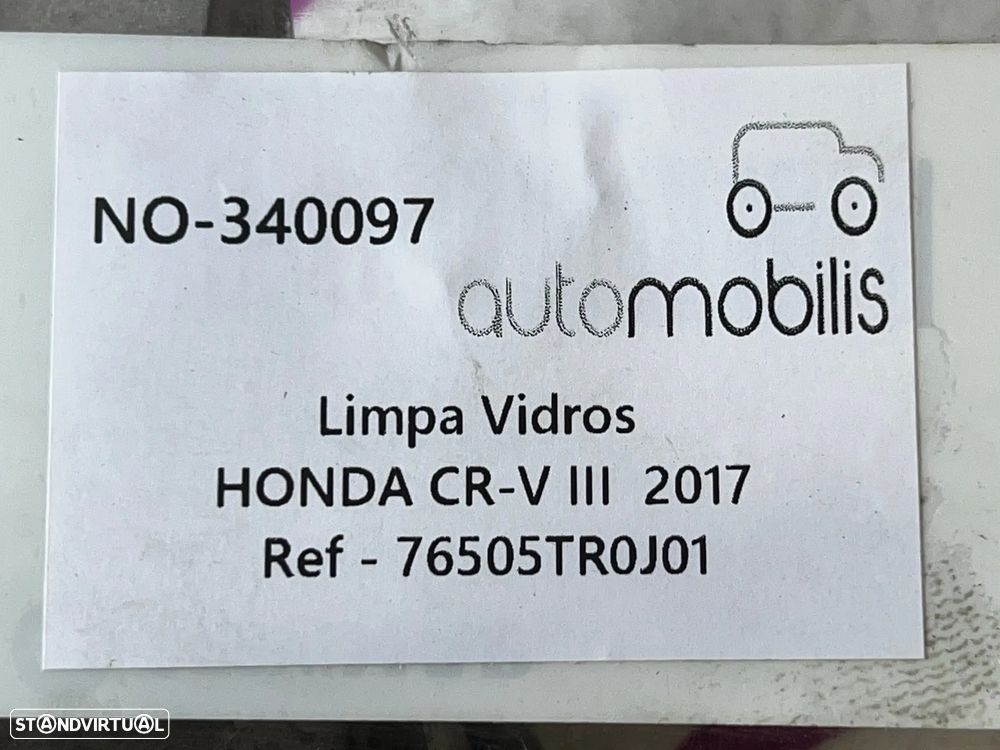 NO-340097
automobilis
Limpa Vidros
HONDA CR-V III 2017
Ref - 76505TR0J01
STANDVIRTUAL